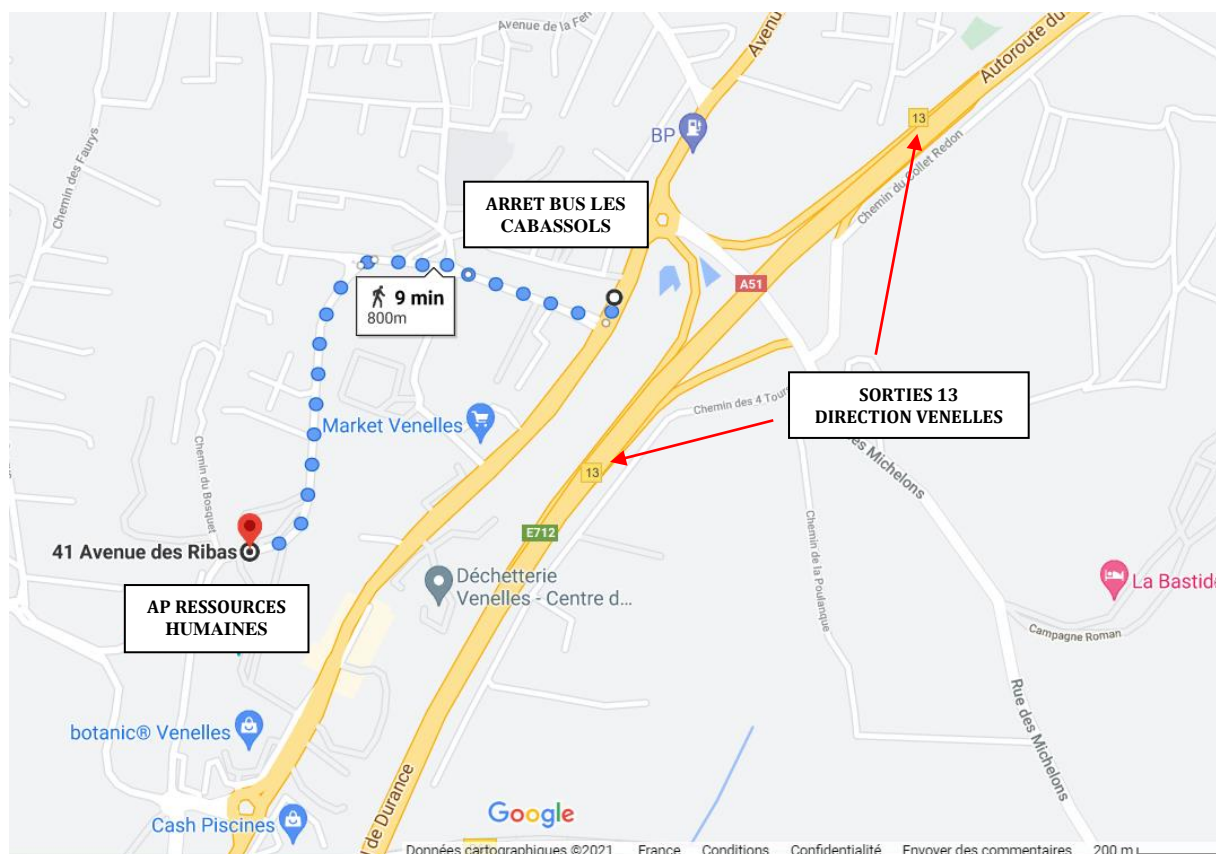 Avenue de la Fer
Avenu
Autoroute du
13
BP
Chemin des Faurys
Chemin du Collet Redon
ARRET BUS LES
CABASSOLS
A51
9 min
800m
SORTIES 13
DIRECTION VENELLES
Chemin des 4 Tours
Market Venelles
es Michelons
13
Chemin du Bosquet
E712
41 Avenue des Ribas
Chemin de la Poulanque
Déchetterie
Venelles - Centre d...
La Bastide
AP RESSOURCES
HUMAINES
Campagne Roman
Rue des Michelons
botanic® Venelles
l de Durance
Cash Piscines
Google
Données cartographiques ©2021 France Conditions Confidentialité Envoyer des commentaires 200 m